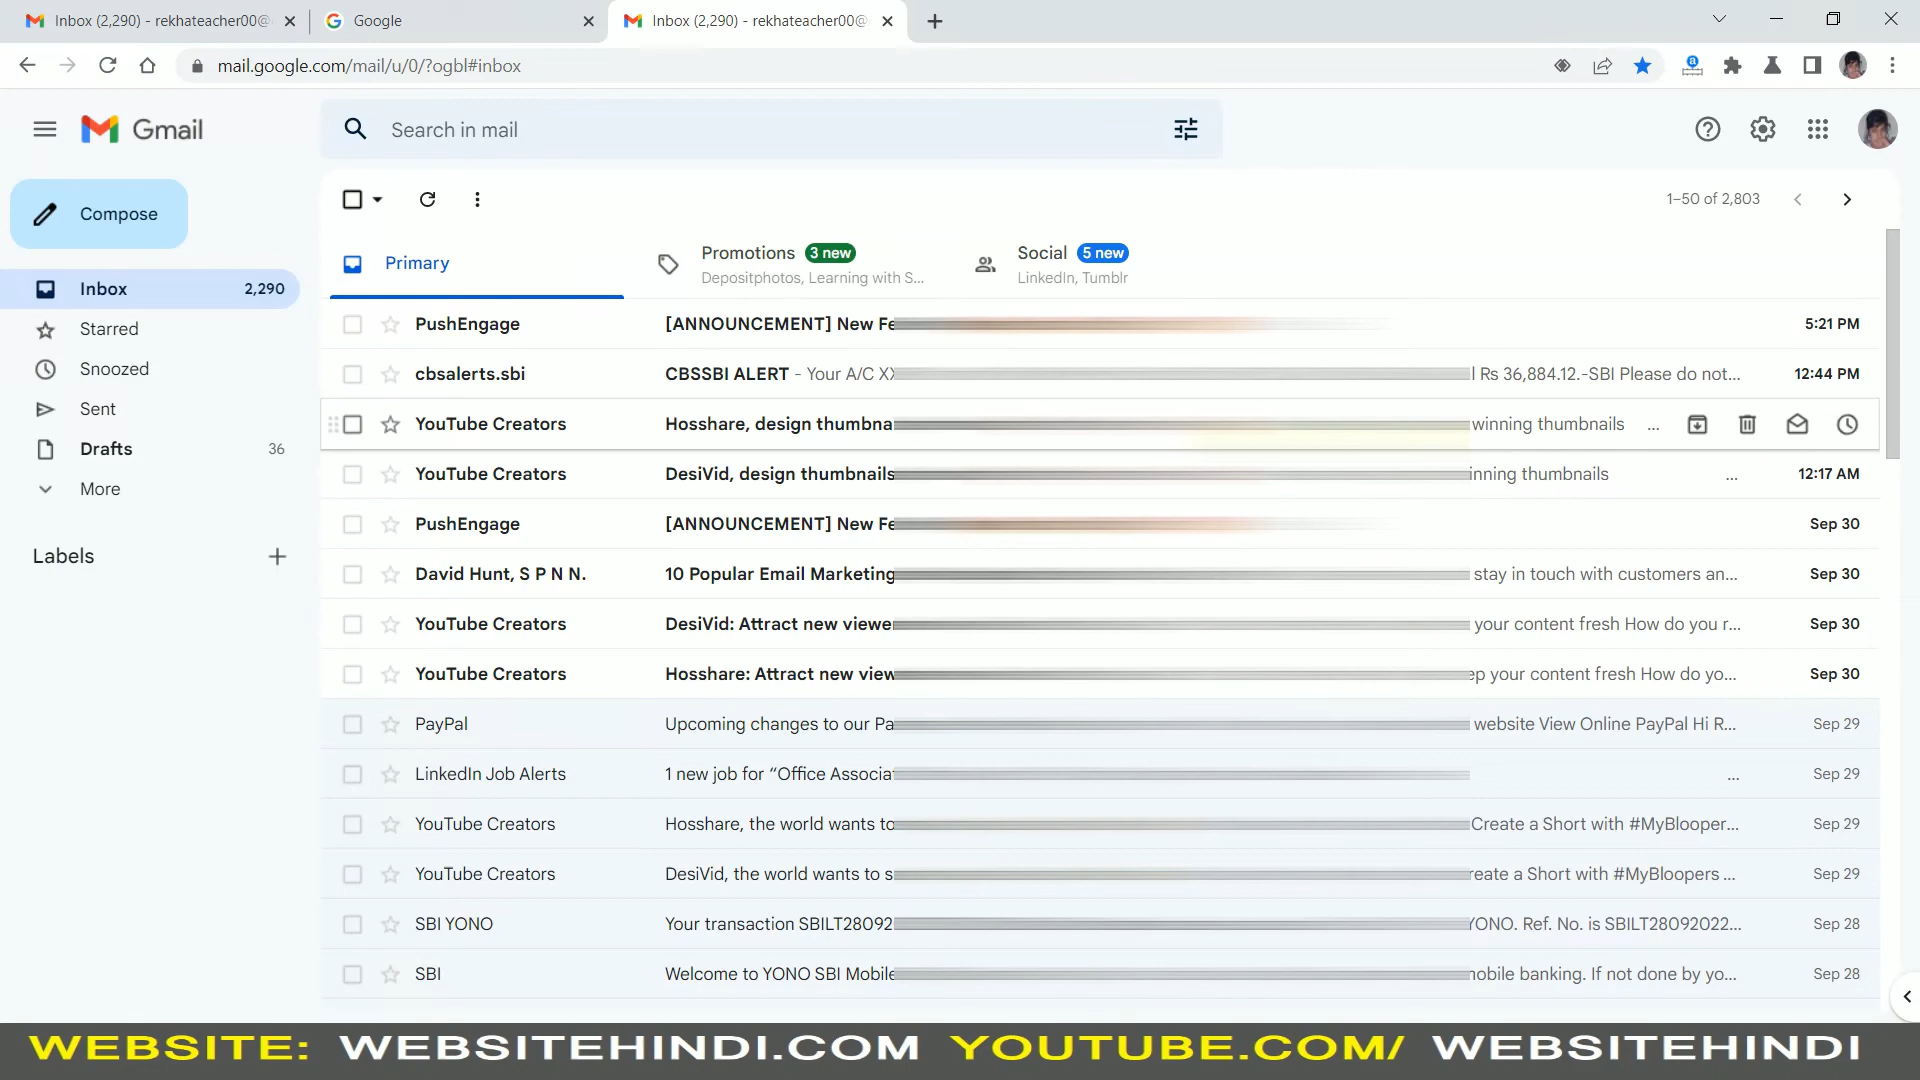 Inbox (2,290) - rekhateacher00@
Google
Inbox (2,290) - rekhateacher00@
mail.google.com/mail/u/0/?ogbl#inbox
Gmail
Search in mail
Compose
1–50 of 2,803
Primary
Promotions 3 new
Depositphotos, Learning with S...
Social 5 new
LinkedIn, Tumblr
Inbox 2,290
Starred
Snoozed
Sent
Drafts 36
More
Labels
PushEngage [ANNOUNCEMENT] New Fe 5:21 PM
cbsalerts.sbi CBSSBI ALERT - Your A/C XX l Rs 36,884.12.-SBI Please do not... 12:44 PM
YouTube Creators Hosshare, design thumbna winning thumbnails ...
YouTube Creators DesiVid, design thumbnails inning thumbnails ... 12:17 AM
PushEngage [ANNOUNCEMENT] New Fe Sep 30
David Hunt, S P N N. 10 Popular Email Marketing stay in touch with customers an... Sep 30
YouTube Creators DesiVid: Attract new viewe your content fresh How do you r... Sep 30
YouTube Creators Hosshare: Attract new view ep your content fresh How do yo... Sep 30
PayPal Upcoming changes to our Pa website View Online PayPal Hi R... Sep 29
LinkedIn Job Alerts 1 new job for “Office Associat ... Sep 29
YouTube Creators Hosshare, the world wants to Create a Short with #MyBlooper... Sep 29
YouTube Creators DesiVid, the world wants to s reate a Short with #MyBloopers ... Sep 29
SBI YONO Your transaction SBILT28092 YONO. Ref. No. is SBILT28092022... Sep 28
SBI Welcome to YONO SBI Mobile mobile banking. If not done by yo... Sep 28
WEBSITE: WEBSITEHINDI.COM YOUTUBE.COM/ WEBSITEHINDI